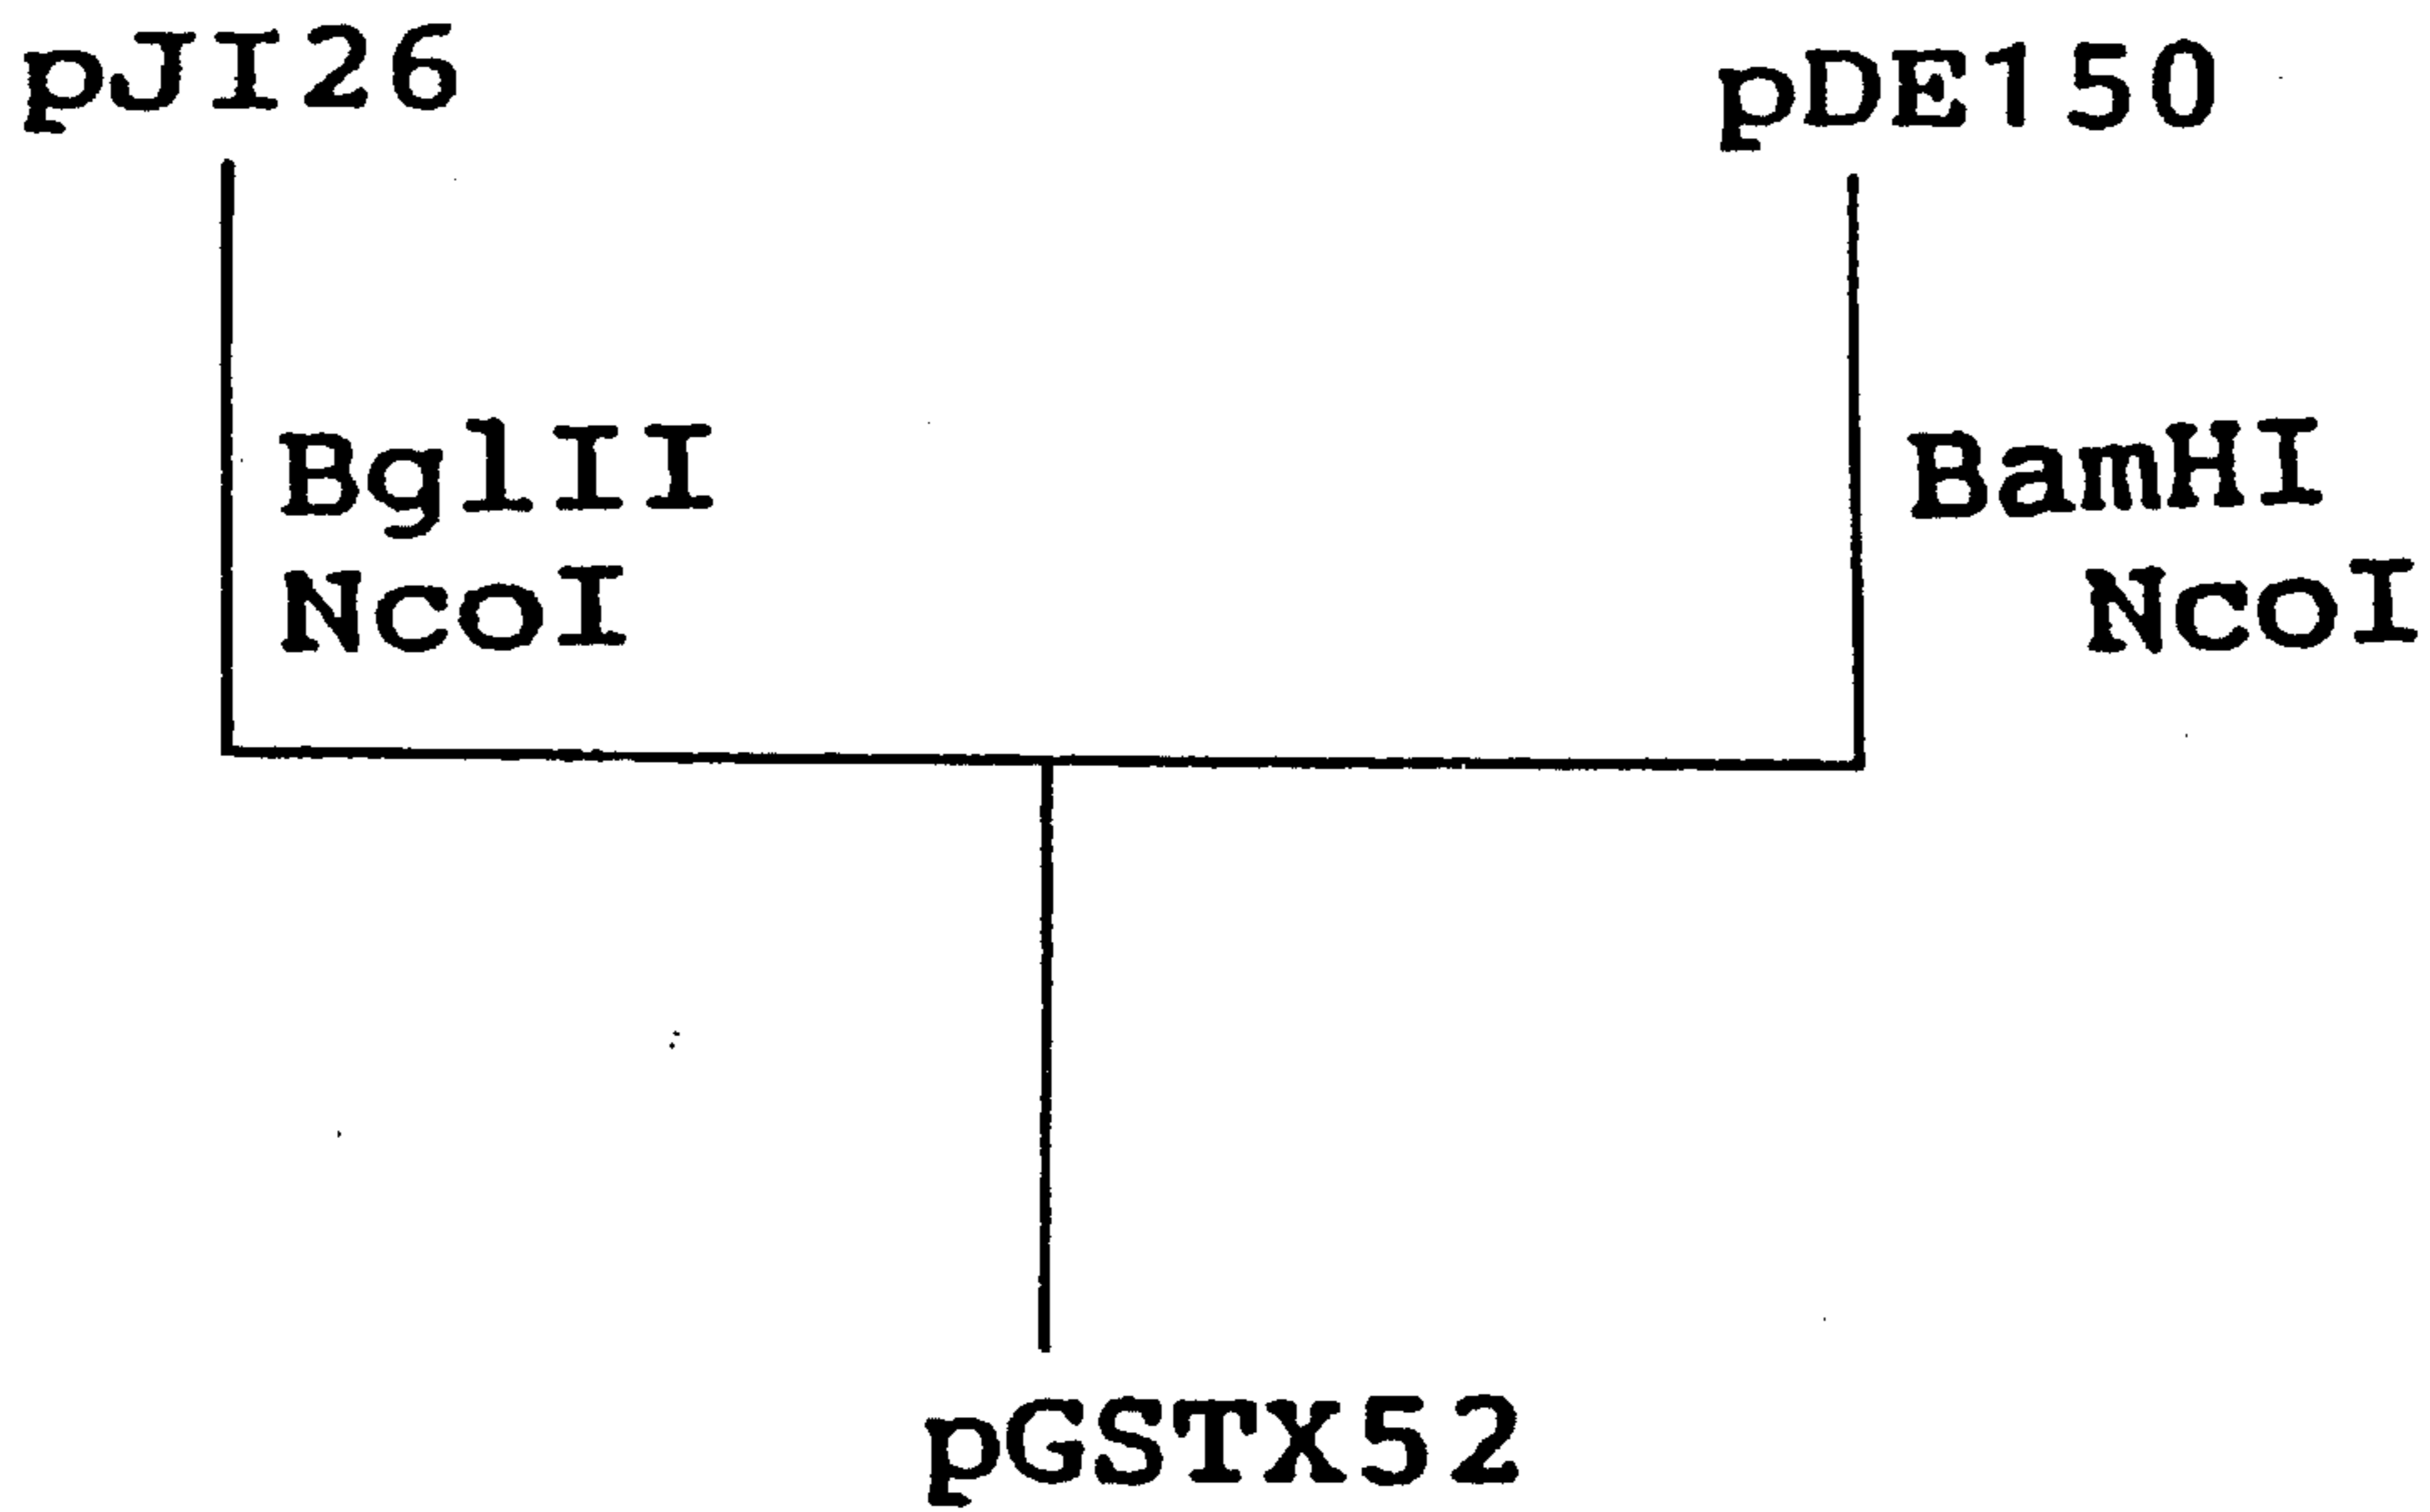 pJI26
pDE150
BglII
NcoI
BamHI
NcoI
pGSTX52